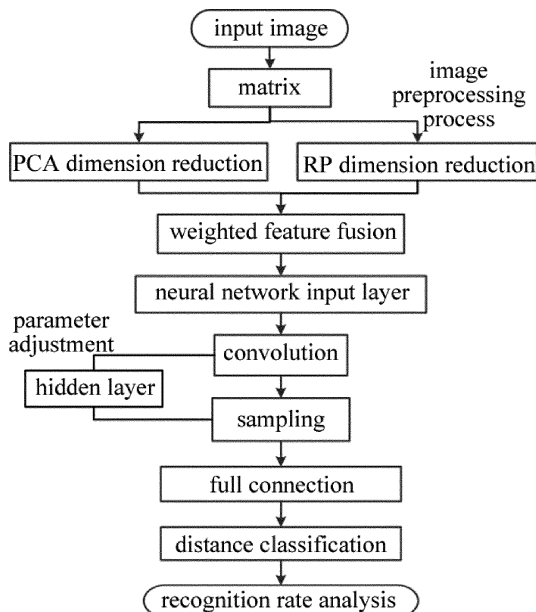 input image
matrix
image
preprocessing
process
PCA dimension reduction
RP dimension reduction
weighted feature fusion
neural network input layer
parameter
adjustment
convolution
hidden layer
sampling
full connection
distance classification
recognition rate analysis